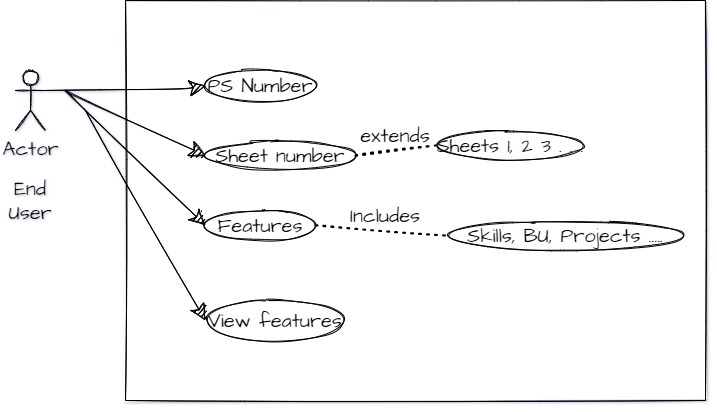 PS Number
extends
Sheet number
Sheets 1, 2 3 . .
Actor
End
User
Includes
Features
Skills, BU, Projects .....
View features